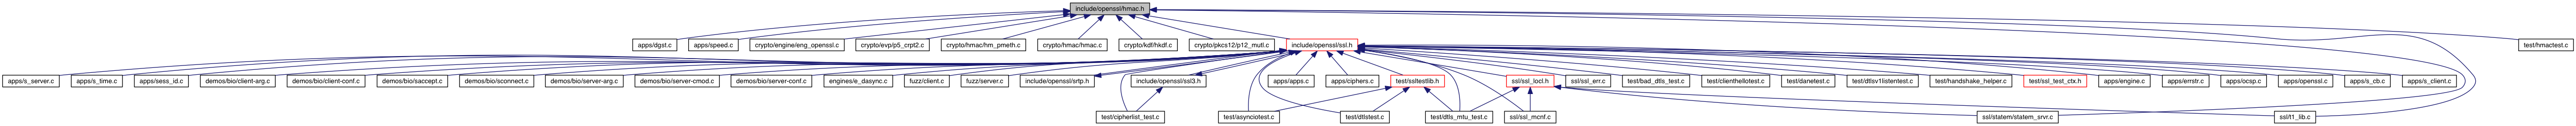 include/openssl/hmac.h
apps/dgst.c
apps/speed.c
crypto/engine/eng_openssl.c
crypto/evp/p5_crpt2.c
crypto/hmac/hm_pmeth.c
crypto/hmac/hmac.c
crypto/kdf/hkdf.c
crypto/pkcs12/p12_mutl.c
include/openssl/ssl.h
test/hmactest.c
apps/s_server.c
apps/s_time.c
apps/sess_id.c
demos/bio/client-arg.c
demos/bio/client-conf.c
demos/bio/saccept.c
demos/bio/sconnect.c
demos/bio/server-arg.c
demos/bio/server-cmod.c
demos/bio/server-conf.c
engines/e_dasync.c
fuzz/client.c
fuzz/server.c
include/openssl/srtp.h
include/openssl/ssl3.h
apps/apps.c
apps/ciphers.c
test/ssltestlib.h
ssl/ssl_locl.h
ssl/ssl_err.c
test/bad_dtls_test.c
test/clienthellotest.c
test/danetest.c
test/dtlsv1listentest.c
test/handshake_helper.c
test/ssl_test_ctx.h
apps/engine.c
apps/errstr.c
apps/ocsp.c
apps/openssl.c
apps/s_cb.c
apps/s_client.c
test/cipherlist_test.c
test/asynciotest.c
test/dtlstest.c
test/dtls_mtu_test.c
ssl/ssl_mcnf.c
ssl/statem/statem_srvr.c
ssl/t1_lib.c